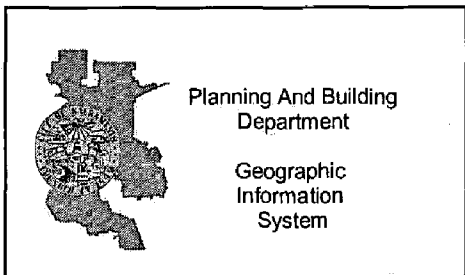 Planning And Building
Department
Geographic
Information
System